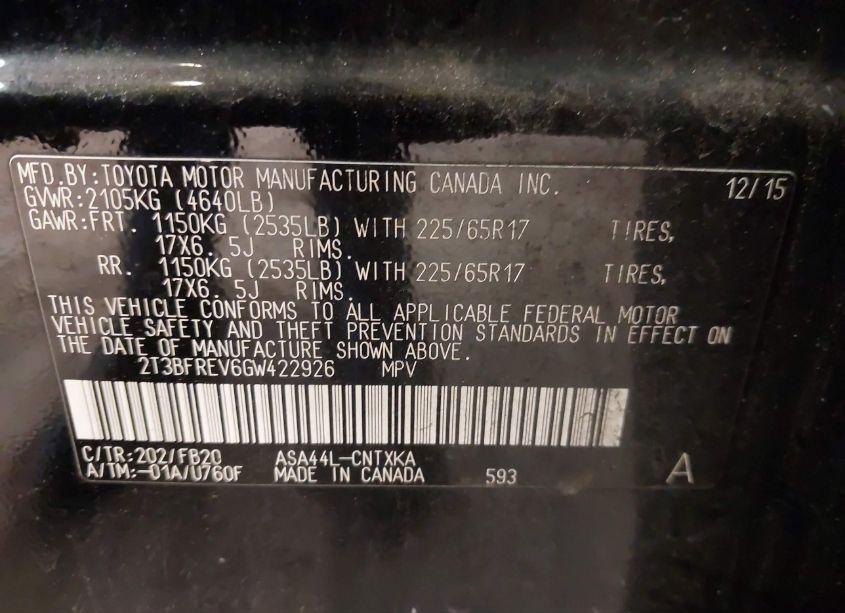 MFD.BY:TOYOTA MOTOR MANUFACTURING CANADA INC. 12/15
GVWR:2105KG (4640LB)
GAWR:FRT. 1150KG (2535LB) WITH 225/65R17 TIRES,
17X6. 5J RIMS.
RR. 1150KG (2535LB) WITH 225/65R17 TIRES,
17X6. 5J RIMS.
THIS VEHICLE CONFORMS TO ALL APPLICABLE FEDERAL MOTOR
VEHICLE SAFETY AND THEFT PREVENTION STANDARDS IN EFFECT ON
THE DATE OF MANUFACTURE SHOWN ABOVE.
2T3BFREV6GW422926 MPV
C/TR:202/FB20 ASA44L-CNTXKA
A/TM:-01A/U760F MADE IN CANADA 593 A